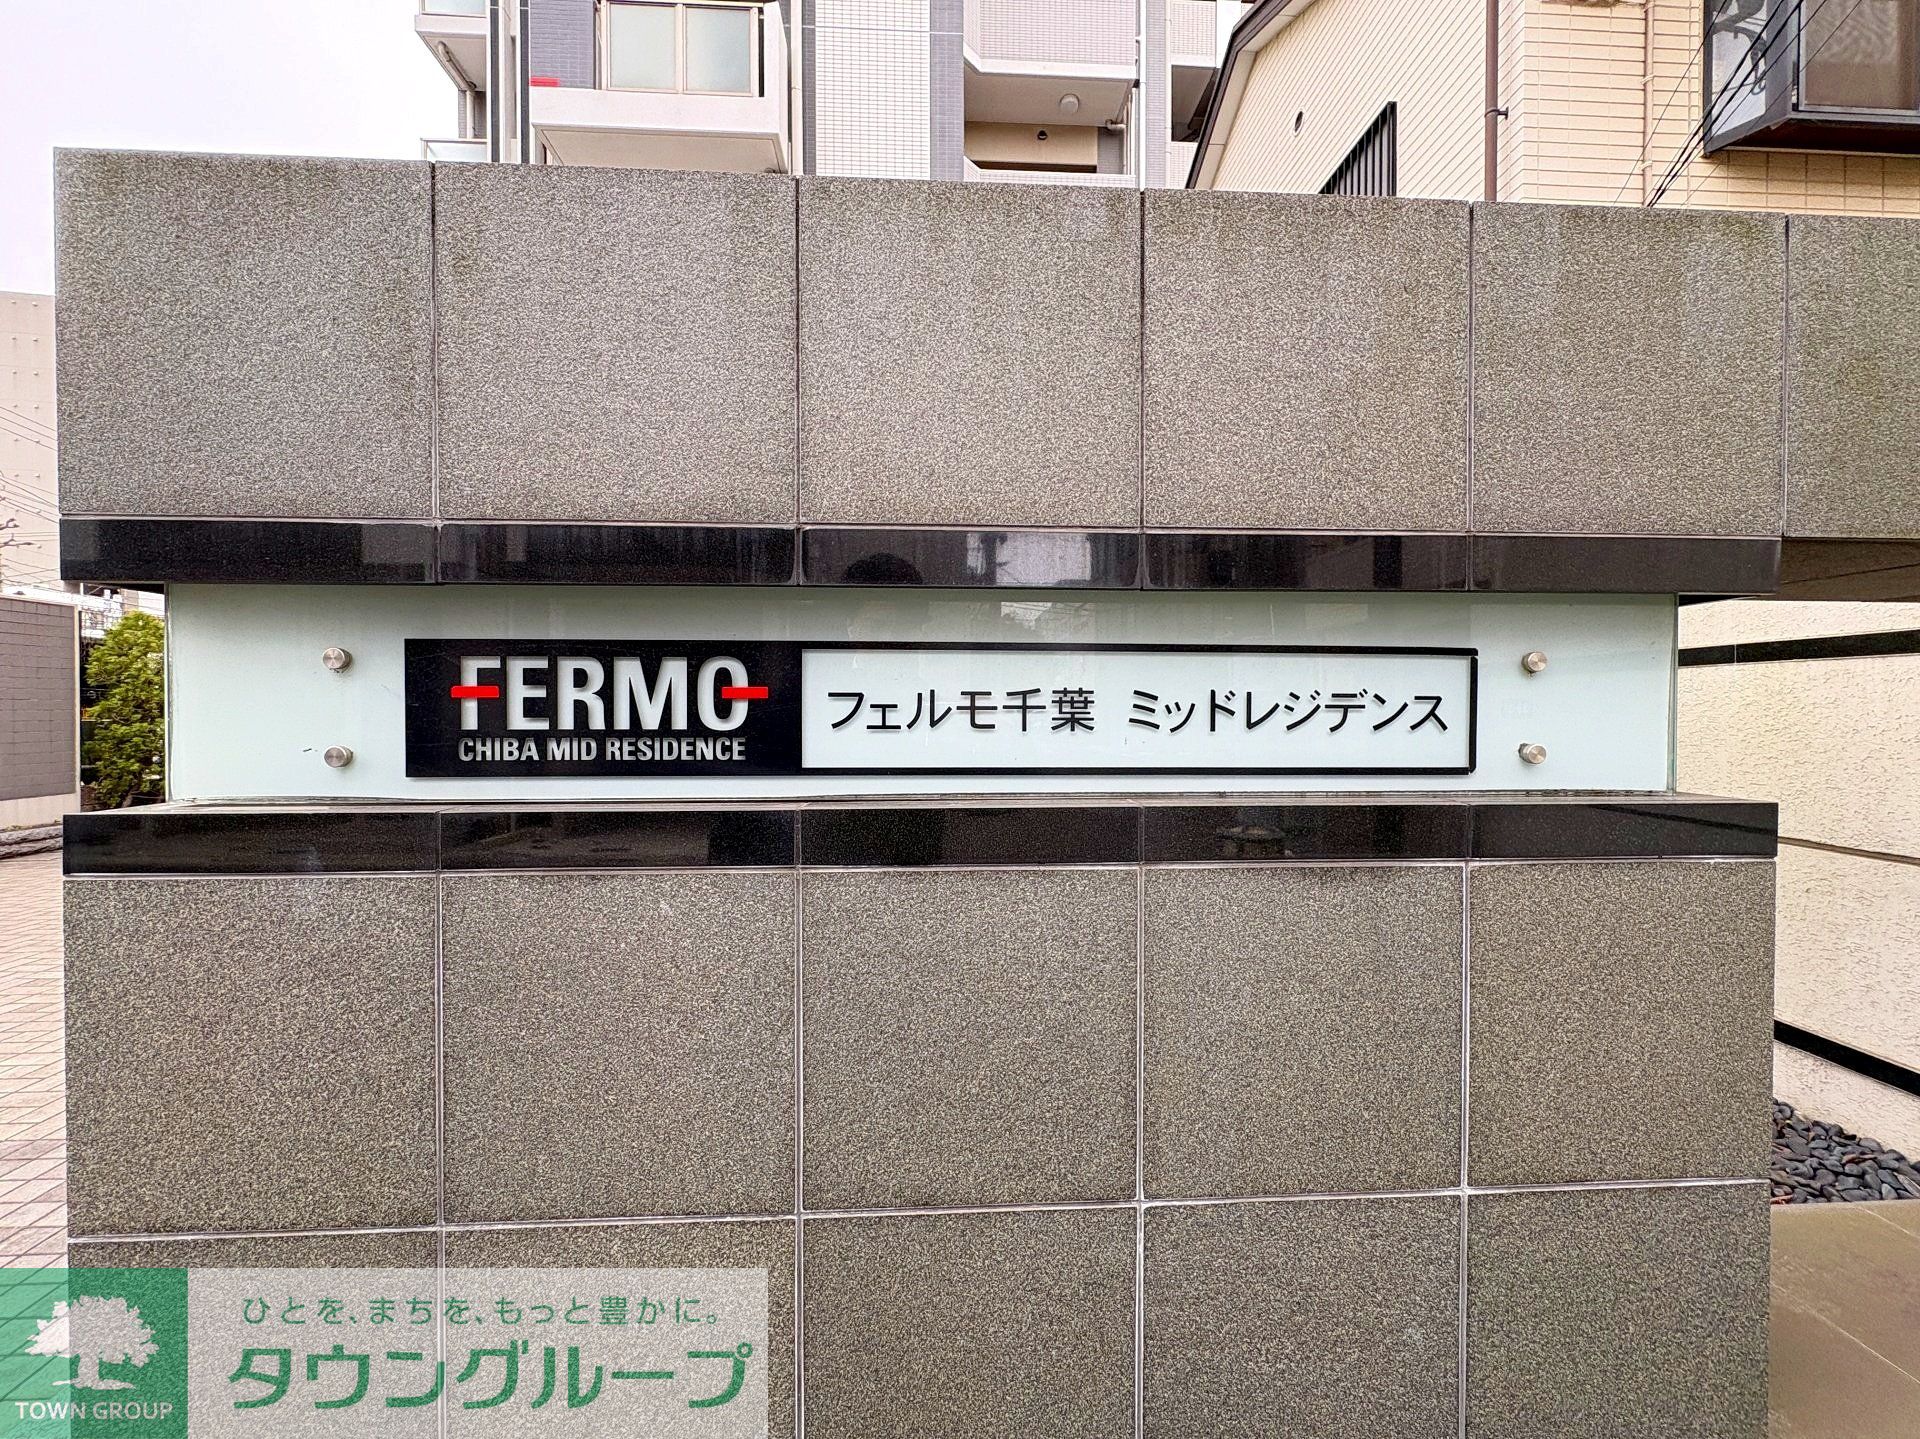 FERMO
CHIBA MID RESIDENCE
フェルモ千葉 ミッドレジデンス
ひとを、まちを、もっと豊かに。
タウングループ
TOWN GROUP